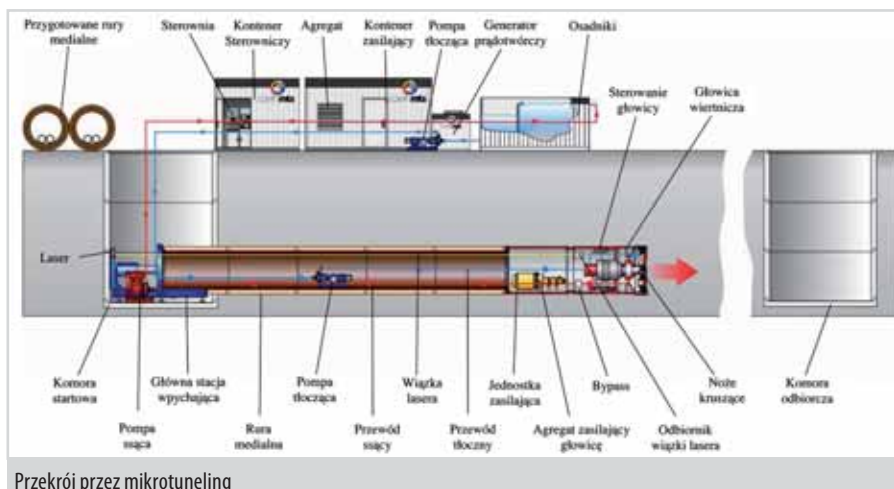 Przygotowane rury
medialne
Sterownia
Kontener
Sterowniczy
Agregat
Kontener
zasilający
Pompa
tłocząca
Generator
prądotwórczy
Osadniki
Sterowanie
głowicy
Głowica
wiertnicza
Laser
Komora
startowa
Główna stacja
wpychająca
Pompa
tłocząca
Wiązka
lasera
Jednostka
zasilająca
Bypass
Noże
kruszące
Komora
odbiorcza
Pompa
ssąca
Rura
medialna
Przewód
ssący
Przewód
tłoczny
Agregat zasilający
głowicę
Odbiornik
wiązki lasera
Przekrój przez mikrotuneling